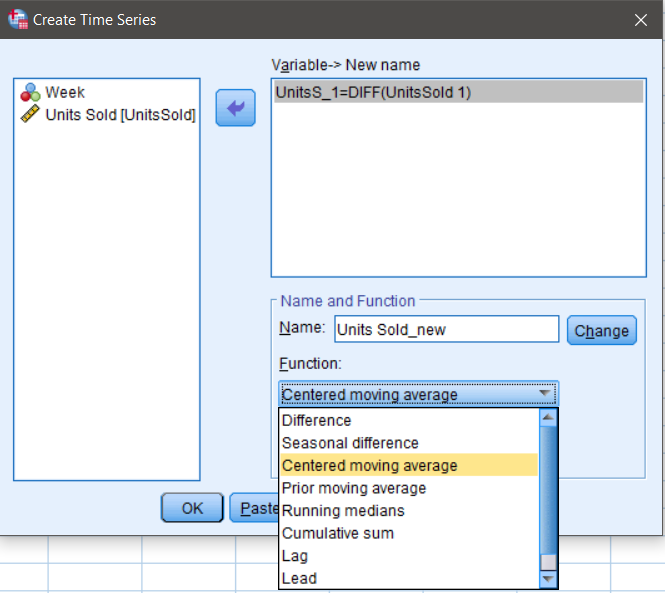 Create Time Series
Variable-> New name
Week
Units Sold [UnitsSold]
UnitsS_1=DIFF(UnitsSold 1)
Name and Function
Name:
Units Sold_new
Change
Function:
Centered moving average
Difference
Seasonal difference
Centered moving average
Prior moving average
Running medians
Cumulative sum
Lag
Lead
OK
Paste